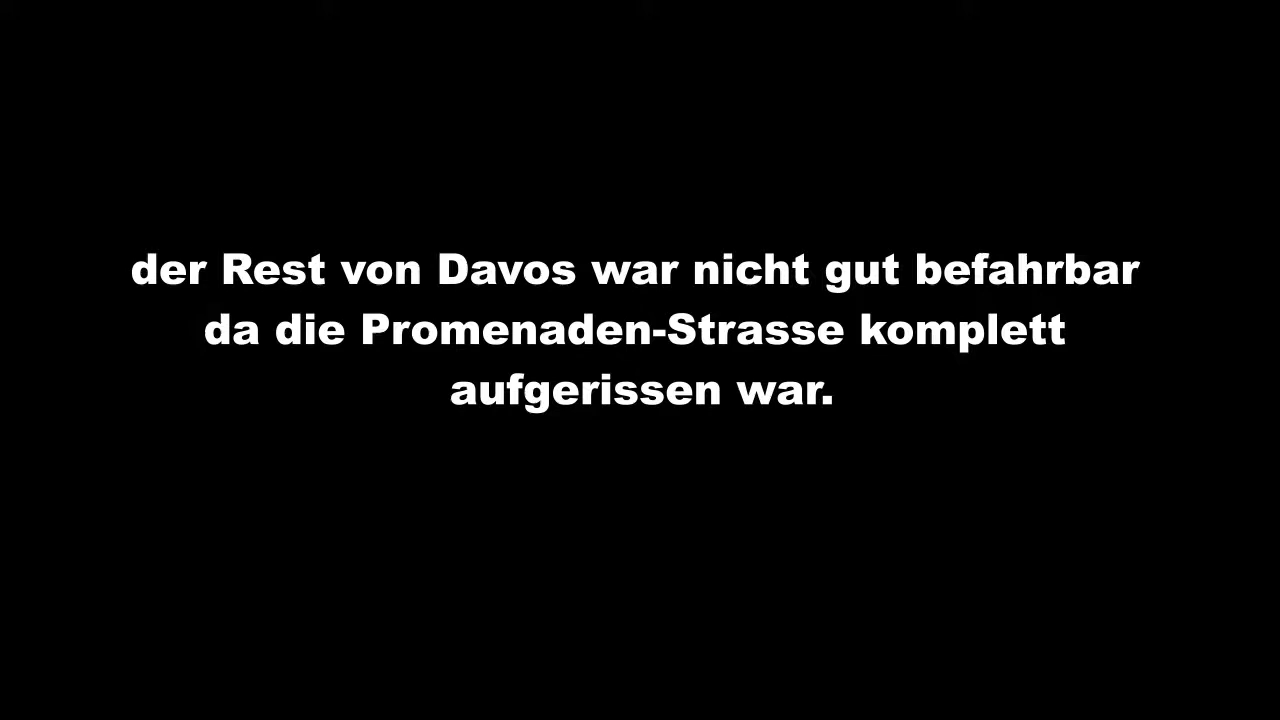 der Rest von Davos war nicht gut befahrbar
da die Promenaden-Strasse komplett
aufgerissen war.